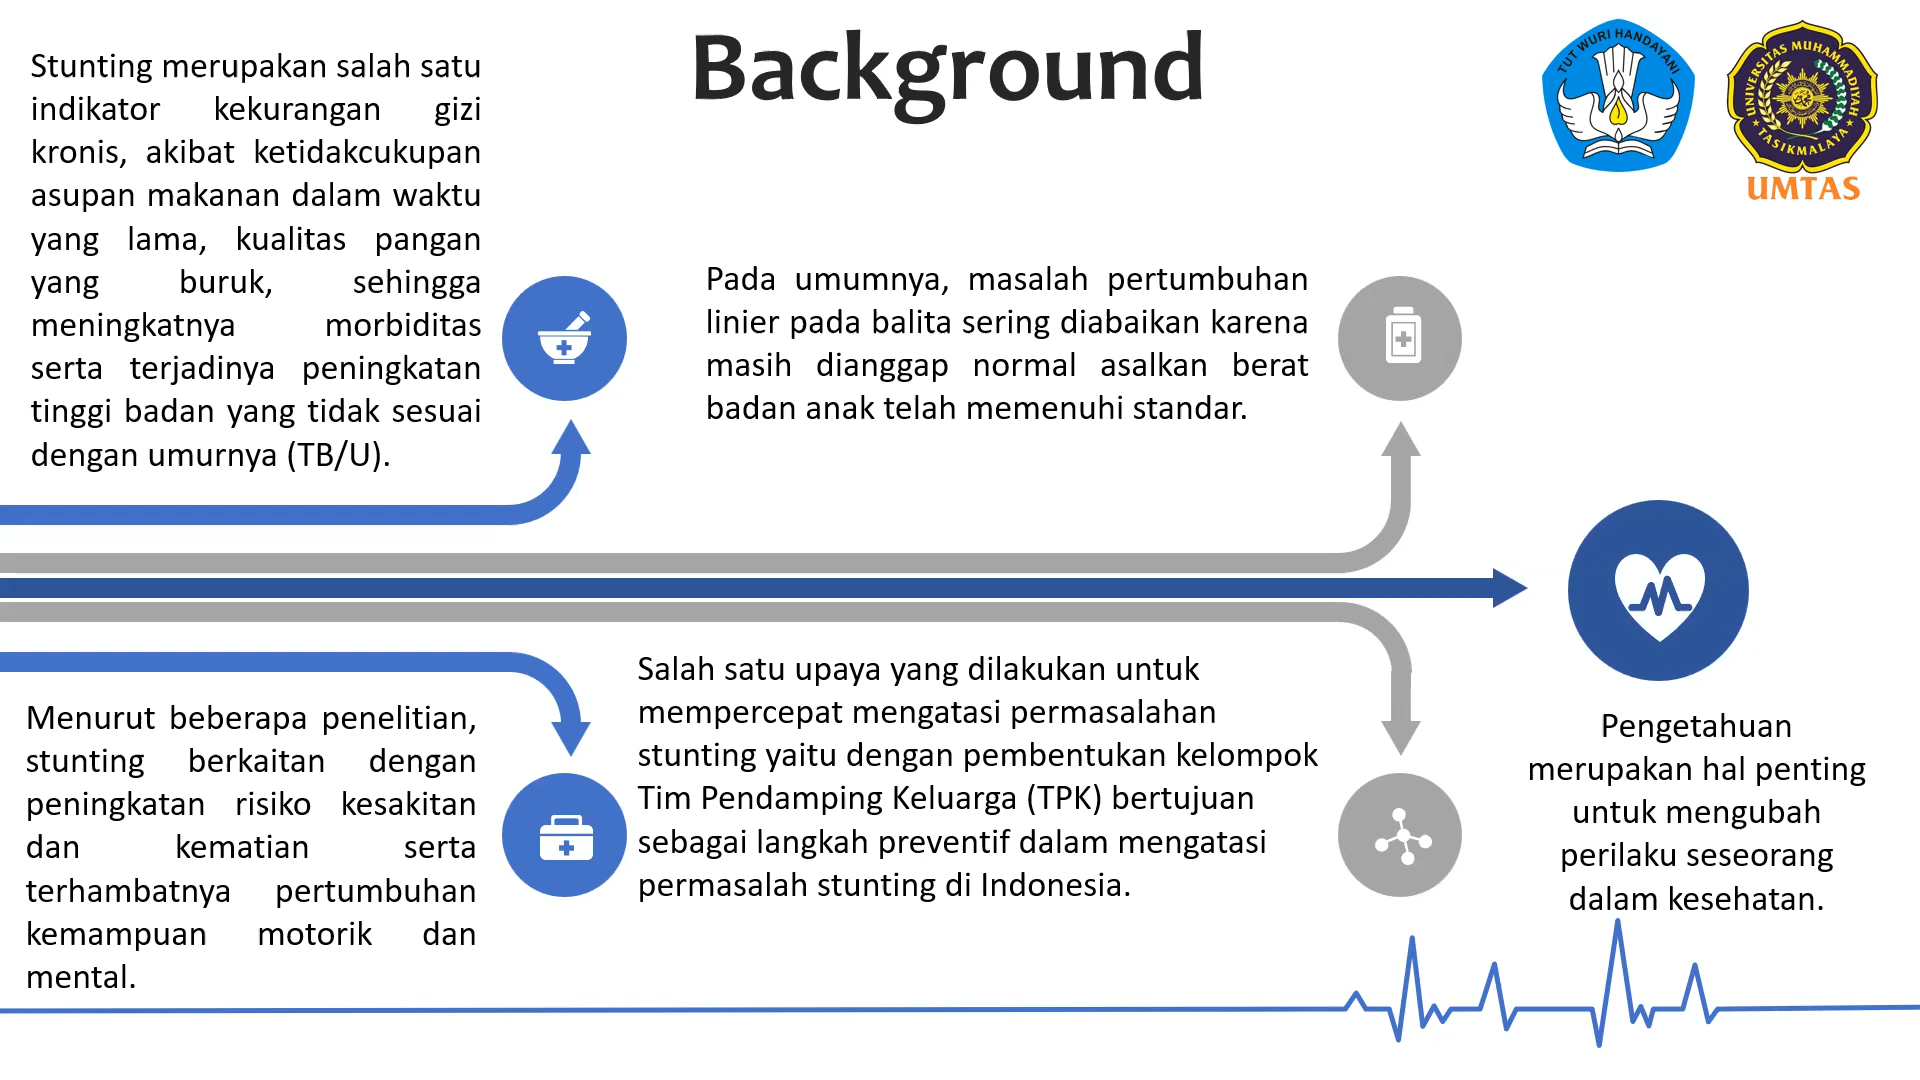 Background
TUT WURI HANDAYANI
UNIVERSITAS MUHAMMADIYAH
TASIKMALAYA
UMTAS
Stunting merupakan salah satu
indikator kekurangan gizi
kronis, akibat ketidakcukupan
asupan makanan dalam waktu
yang lama, kualitas pangan
yang buruk, sehingga
meningkatnya morbiditas
serta terjadinya peningkatan
tinggi badan yang tidak sesuai
dengan umurnya (TB/U).
Pada umumnya, masalah pertumbuhan
linier pada balita sering diabaikan karena
masih dianggap normal asalkan berat
badan anak telah memenuhi standar.
Menurut beberapa penelitian,
stunting berkaitan dengan
peningkatan risiko kesakitan
dan kematian serta
terhambatnya pertumbuhan
kemampuan motorik dan
mental.
Salah satu upaya yang dilakukan untuk
mempercepat mengatasi permasalahan
stunting yaitu dengan pembentukan kelompok
Tim Pendamping Keluarga (TPK) bertujuan
sebagai langkah preventif dalam mengatasi
permasalah stunting di Indonesia.
Pengetahuan
merupakan hal penting
untuk mengubah
perilaku seseorang
dalam kesehatan.